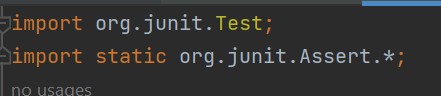 import org.junit.Test;
import static org.junit.Assert.*;
no usages